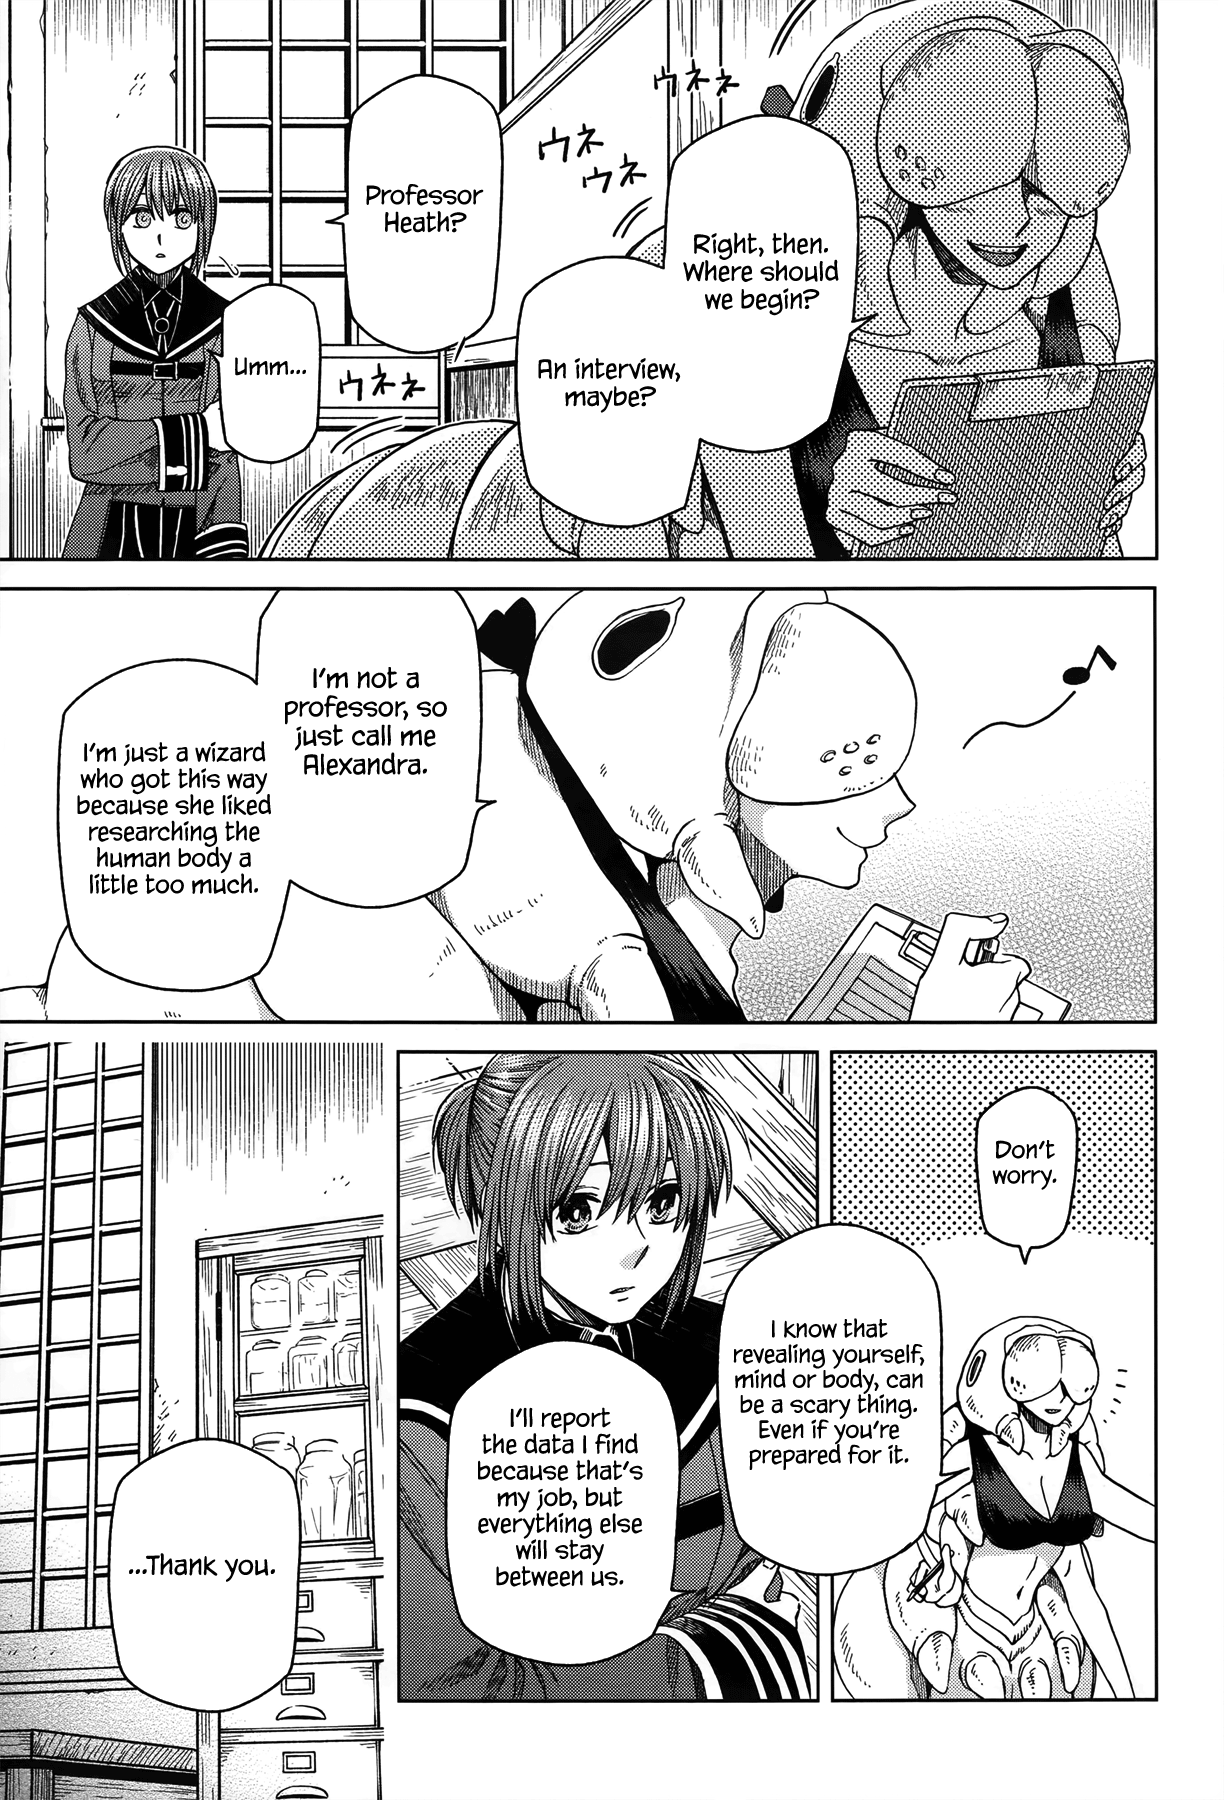 Right, then.
Where should
we begin?
An interview,
maybe?
ウネネ
ウネ
ウネ
Professor
Heath?
Umm...
ウネネ
I'm not a
professor, so
just call me
Alexandra.
I'm just a wizard
who got this way
because she liked
researching the
human body a
little too much.
Don't
worry.
I know that
revealing yourself,
mind or body, can
be a scary thing.
Even if you're
prepared for it.
I'll report
the data I find
because that's
my job, but
everything else
will stay
between us.
...Thank you.